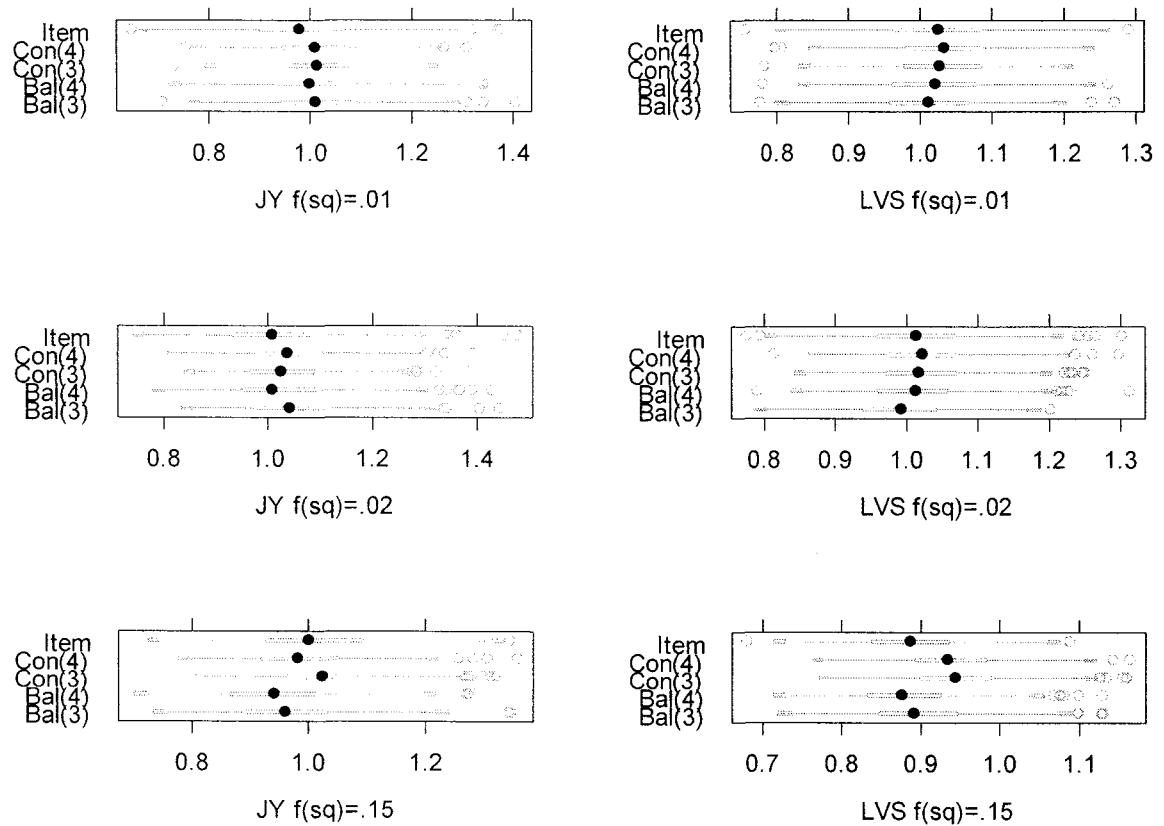 Item
Con(4)
Con(3)
Bal(4)
Bal(3)
0.8 1.0 1.2 1.4
JY f(sq)=.01
Item
Con(4)
Con(3)
Bal(4)
Bal(3)
0.8 0.9 1.0 1.1 1.2 1.3
LVS f(sq)=.01
Item
Con(4)
Con(3)
Bal(4)
Bal(3)
0.8 1.0 1.2 1.4
JY f(sq)=.02
Item
Con(4)
Con(3)
Bal(4)
Bal(3)
0.8 0.9 1.0 1.1 1.2 1.3
LVS f(sq)=.02
Item
Con(4)
Con(3)
Bal(4)
Bal(3)
0.8 1.0 1.2
JY f(sq)=.15
Item
Con(4)
Con(3)
Bal(4)
Bal(3)
0.7 0.8 0.9 1.0 1.1
LVS f(sq)=.15